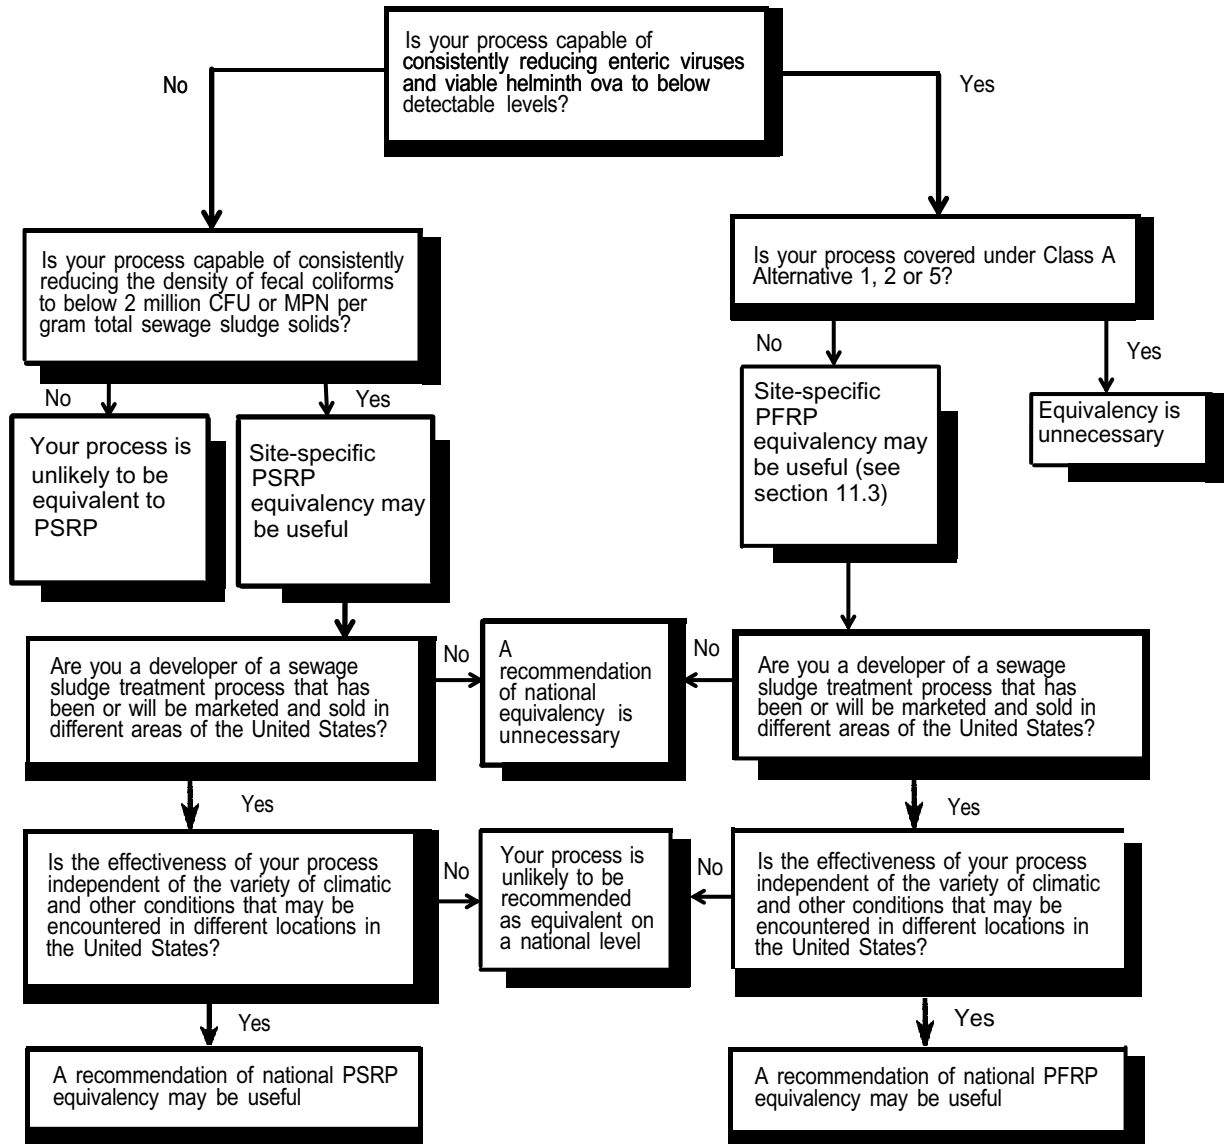 Is your process capable of
consistently reducing enteric viruses
and viable helminth ova to below
detectable levels?
No
Yes
Is your process capable of consistently
reducing the density of fecal coliforms
to below 2 million CFU or MPN per
gram total sewage sludge solids?
Is your process covered under Class A
Alternative 1, 2 or 5?
No
Yes
No
Yes
Your process is
unlikely to be
equivalent to
PSRP
Site-specific
PSRP
equivalency may
be useful
Site-specific
PFRP
equivalency may
be useful (see
section 11.3)
Equivalency is
unnecessary
Are you a developer of a sewage
sludge treatment process that has
been or will be marketed and sold in
different areas of the United States?
No
A
recommendation
of national
equivalency is
unnecessary
No
Are you a developer of a sewage
sludge treatment process that has
been or will be marketed and sold in
different areas of the United States?
Yes
Yes
Is the effectiveness of your process
independent of the variety of climatic
and other conditions that may be
encountered in different locations in
the United States?
No
Your process is
unlikely to be
recommended
as equivalent on
a national level
No
Is the effectiveness of your process
independent of the variety of climatic
and other conditions that may be
encountered in different locations in
the United States?
Yes
Yes
A recommendation of national PSRP
equivalency may be useful
A recommendation of national PFRP
equivalency may be useful